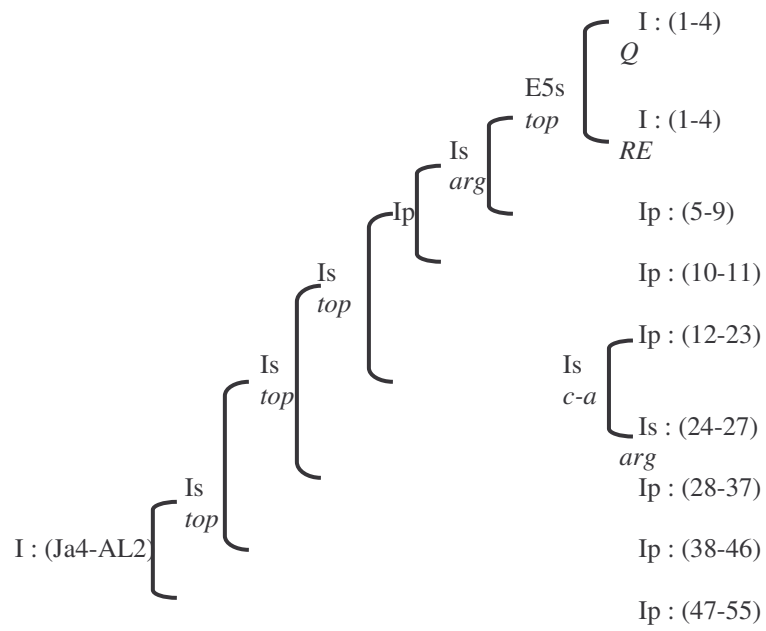 I : (1-4)
Q
E5s
top
I : (1-4)
RE
Is
arg
Ip
Ip : (5-9)
Is
top
Ip : (10-11)
Is
top
Ip : (12-23)
Is
c-a
Is : (24-27)
arg
Is
top
Ip : (28-37)
I : (Ja4-AL2)
Ip : (38-46)
Ip : (47-55)